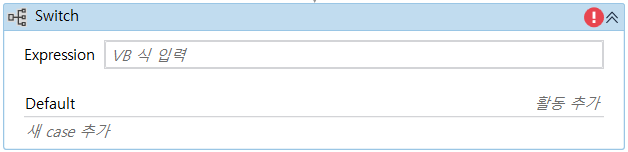 Switch
Expression VB 식 입력
Default 활동 추가
새 case 추가